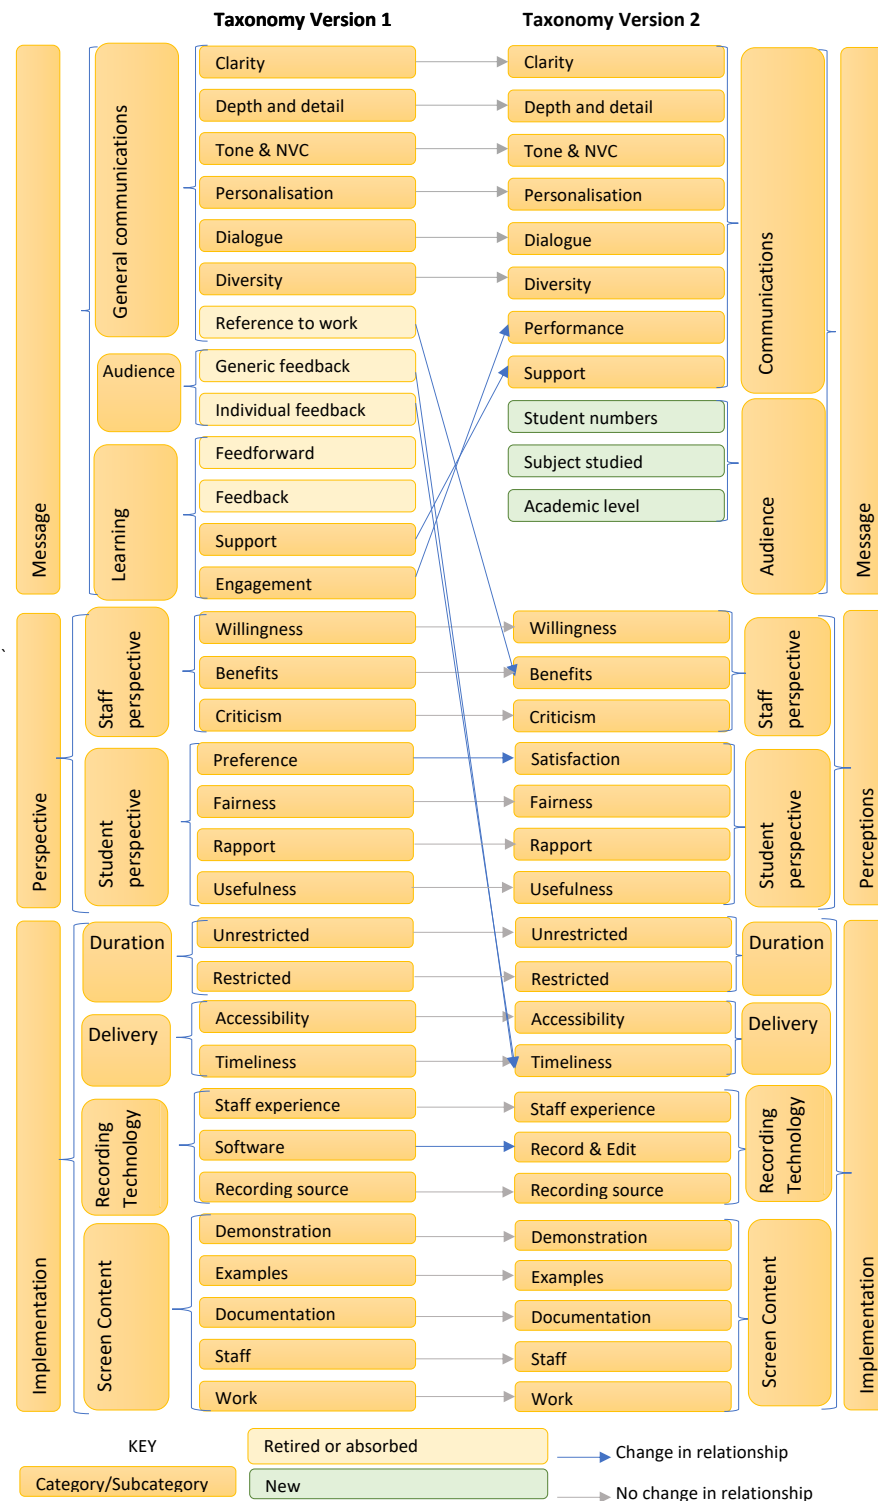 Taxonomy Version 1
Taxonomy Version 2
Message
General communications
Clarity
Depth and detail
Tone & NVC
Personalisation
Dialogue
Diversity
Reference to work
Audience
Generic feedback
Individual feedback
Learning
Feedforward
Feedback
Support
Engagement
Clarity
Depth and detail
Tone & NVC
Personalisation
Dialogue
Diversity
Performance
Support
Communications
Student numbers
Subject studied
Academic level
Audience
Message
`
Perspective
Staff
perspective
Willingness
Benefits
Criticism
Student
perspective
Preference
Fairness
Rapport
Usefulness
Willingness
Benefits
Criticism
Staff
perspective
Satisfaction
Fairness
Rapport
Usefulness
Student
perspective
Perceptions
Implementation
Duration
Unrestricted
Restricted
Delivery
Accessibility
Timeliness
Recording
Technology
Staff experience
Software
Recording source
Screen Content
Demonstration
Examples
Documentation
Staff
Work
Unrestricted
Restricted
Duration
Accessibility
Timeliness
Delivery
Staff experience
Record & Edit
Recording source
Recording
Technology
Demonstration
Examples
Documentation
Staff
Work
Screen Content
Implementation
KEY
Retired or absorbed
Change in relationship
Category/Subcategory
New
No change in relationship